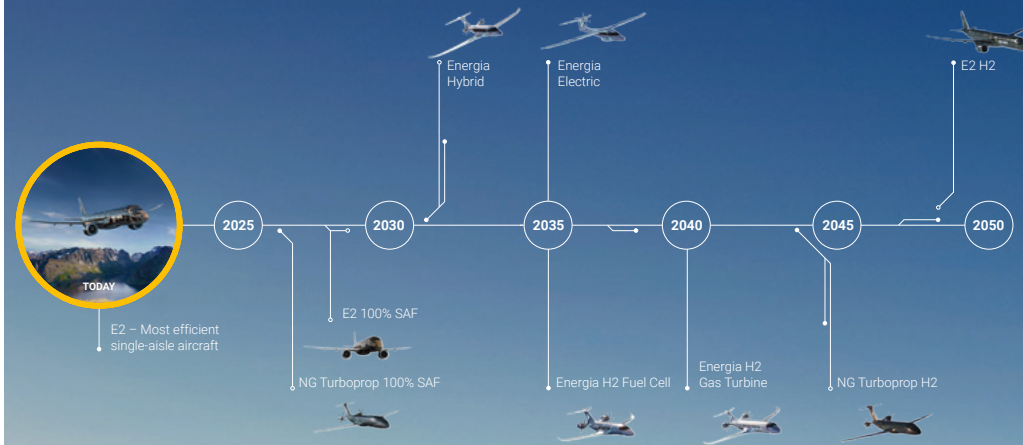 Energia
Hybrid
Energia
Electric
E2 H2
2025
2030
2035
2040
2045
2050
TODAY
E2 – Most efficient
single-aisle aircraft
E2 100% SAF
NG Turboprop 100% SAF
Energia H2 Fuel Cell
Energia H2
Gas Turbine
NG Turboprop H2